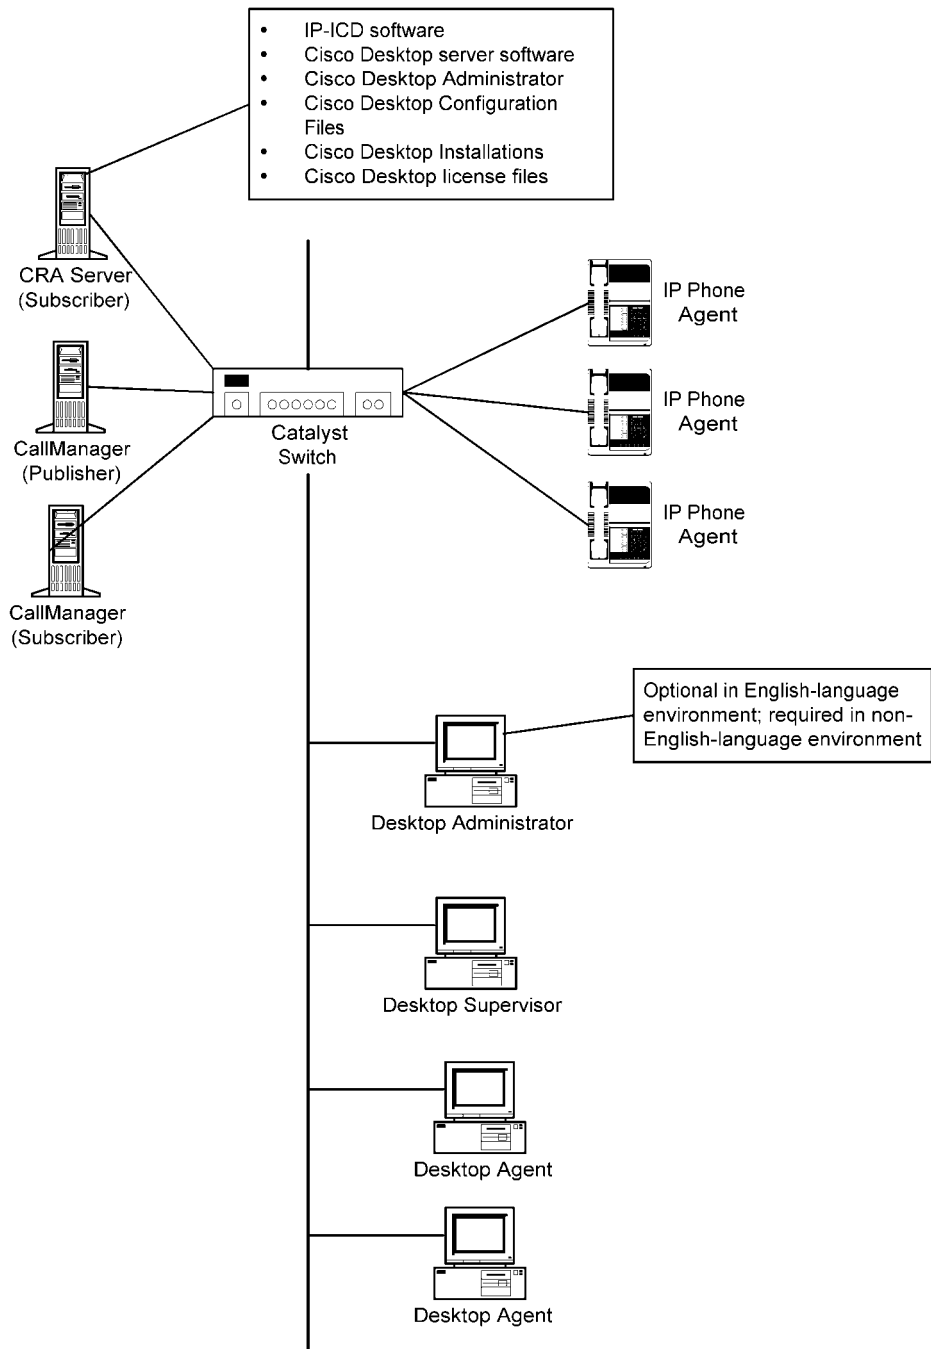 • IP-ICD software
• Cisco Desktop server software
• Cisco Desktop Administrator
• Cisco Desktop Configuration
Files
• Cisco Desktop Installations
• Cisco Desktop license files
CRA Server
(Subscriber)
IP Phone
Agent
CallManager
(Publisher)
Catalyst
Switch
IP Phone
Agent
IP Phone
Agent
CallManager
(Subscriber)
Optional in English-language
environment; required in non-
English-language environment
Desktop Administrator
Desktop Supervisor
Desktop Agent
Desktop Agent